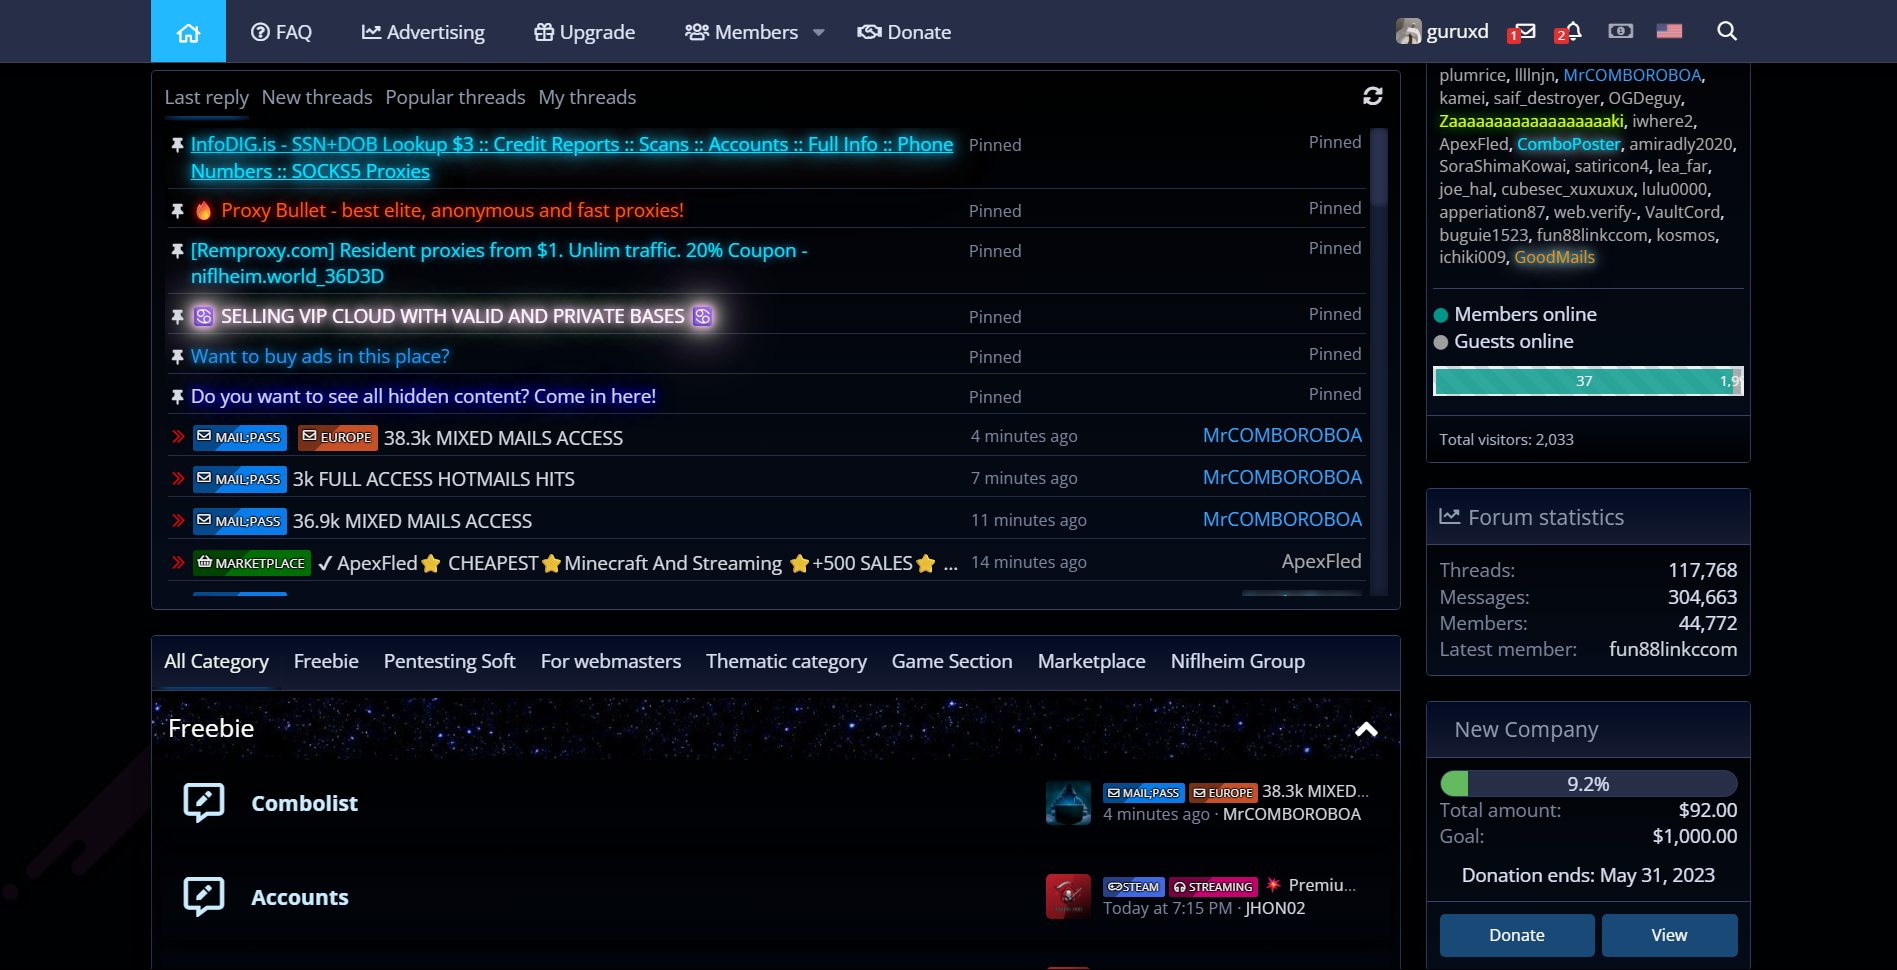 FAQ
Advertising
Upgrade
Members
Donate
guruxd
1
2
Last reply New threads Popular threads My threads
InfoDIG.is - SSN+DOB Lookup $3 :: Credit Reports :: Scans :: Accounts :: Full Info :: Phone
Numbers :: SOCKS5 Proxies
Pinned
Pinned
🔥 Proxy Bullet - best elite, anonymous and fast proxies!
Pinned
Pinned
[Remproxy.com] Resident proxies from $1. Unlim traffic. 20% Coupon -
niflheim.world_36D3D
Pinned
Pinned
♋ SELLING VIP CLOUD WITH VALID AND PRIVATE BASES ♋
Pinned
Pinned
Want to buy ads in this place?
Pinned
Pinned
Do you want to see all hidden content? Come in here!
Pinned
Pinned
MAIL;PASS EUROPE 38.3k MIXED MAILS ACCESS
4 minutes ago
MrCOMBOROBOA
MAIL;PASS 3k FULL ACCESS HOTMAILS HITS
7 minutes ago
MrCOMBOROBOA
MAIL;PASS 36.9k MIXED MAILS ACCESS
11 minutes ago
MrCOMBOROBOA
MARKETPLACE ✓ ApexFled⭐ CHEAPEST⭐Minecraft And Streaming ⭐+500 SALES⭐ ...
14 minutes ago
ApexFled
All Category Freebie Pentesting Soft For webmasters Thematic category Game Section Marketplace Niflheim Group
Freebie
Combolist
MAIL;PASS EUROPE 38.3k MIXED...
4 minutes ago · MrCOMBOROBOA
Accounts
STEAM STREAMING 💥 Premiu...
Today at 7:15 PM · JHON02
plumrice, llllnjn, MrCOMBOROBOA,
kamei, saif_destroyer, OGDeguy,
Zaaaaaaaaaaaaaaaaaaaki, iwhere2,
ApexFled, ComboPoster, amiradly2020,
SoraShimaKowai, satiricon4, lea_far,
joe_hal, cubesec_xuxuxux, lulu0000,
apperiation87, web.verify-, VaultCord,
buguie1523, fun88linkccom, kosmos,
ichiki009, GoodMails
Members online
Guests online
37
1,99
Total visitors: 2,033
Forum statistics
Threads: 117,768
Messages: 304,663
Members: 44,772
Latest member: fun88linkccom
New Company
9.2%
Total amount: $92.00
Goal: $1,000.00
Donation ends: May 31, 2023
Donate
View